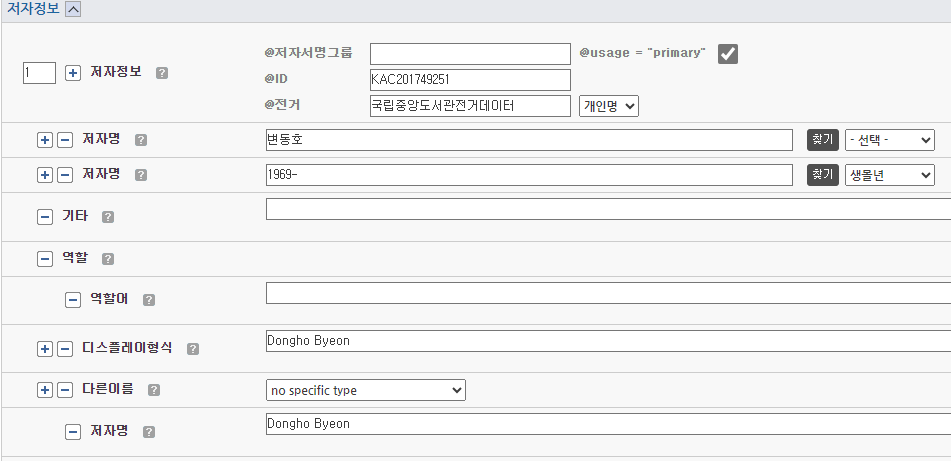 저자정보
@저자서명그룹 @usage = "primary"
1 저자정보 ?
@ID KAC201749251
@전거 국립중앙도서관전거데이터 개인명
저자명 ? 변동호 찾기 - 선택 -
저자명 ? 1969- 찾기 생몰년
기타 ?
역할 ?
역할어 ?
디스플레이형식 ? Dongho Byeon
다른이름 ? no specific type
저자명 ? Dongho Byeon